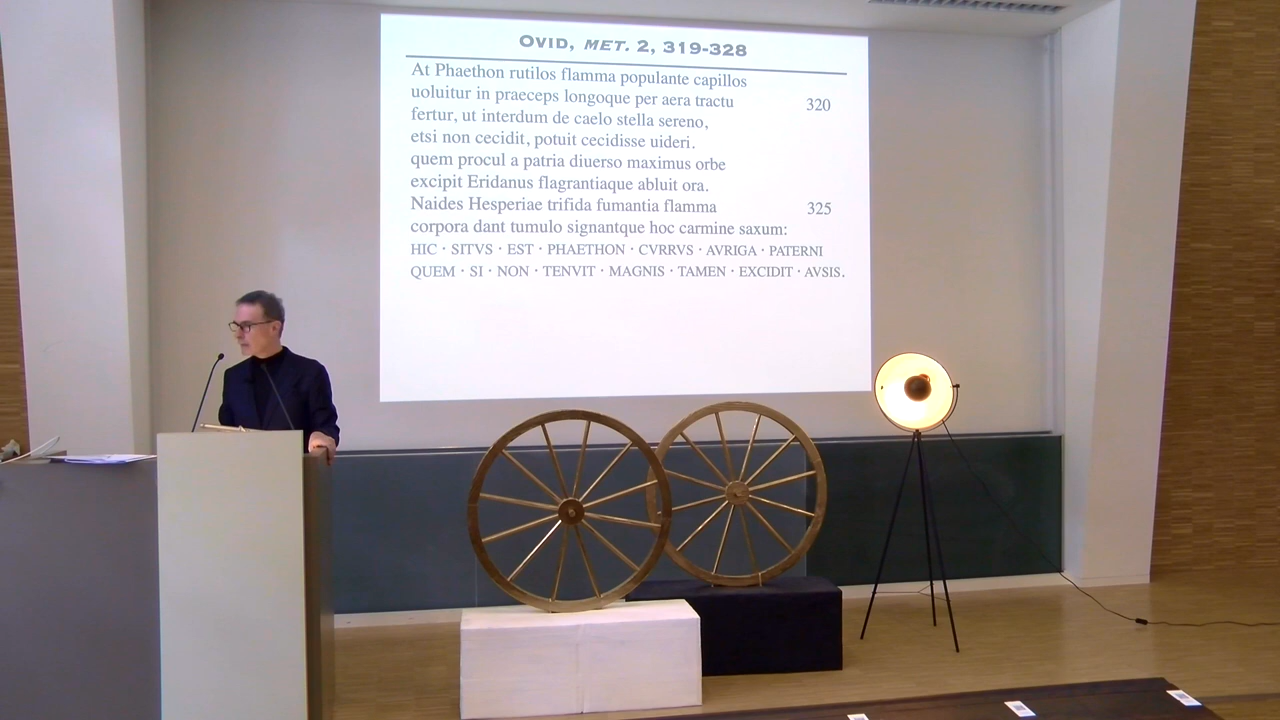 OVID, MET. 2, 319-328
At Phaethon rutilos flamma populante capillos
uoluitur in praeceps longoque per aera tractu 320
fertur, ut interdum de caelo stella sereno,
etsi non cecidit, potuit cecidisse uideri.
quem procul a patria diuerso maximus orbe
excipit Eridanus flagrantiaque abluit ora.
Naides Hesperiae trifida fumantia flamma 325
corpora dant tumulo signantque hoc carmine saxum:
HIC · SITVS · EST · PHAETHON · CVRRVS · AVRIGA · PATERNI
QUEM · SI · NON · TENVIT · MAGNIS · TAMEN · EXCIDIT · AVSIS.